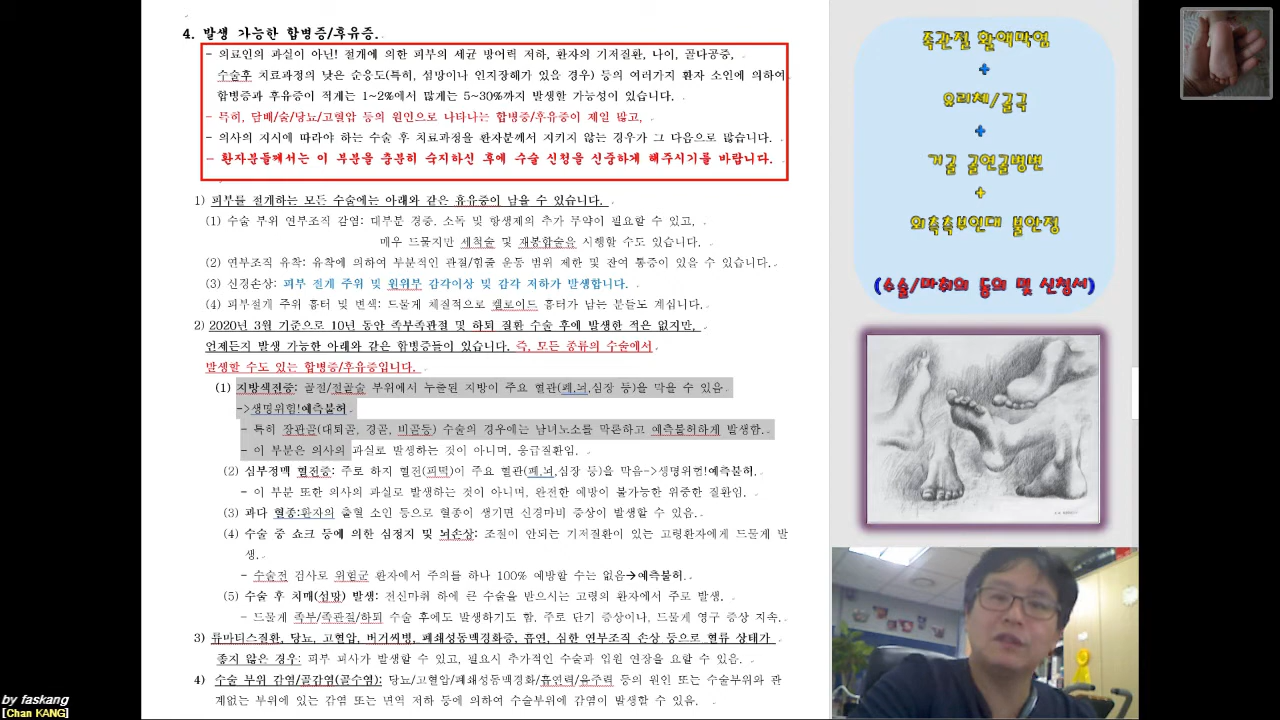 4. 발생 가능한 합병증/후유증.
- 의료인의 과실이 아닌! 절개에 의한 피부의 세균 방어력 저하, 환자의 기저질환, 나이, 골다공증,
수술후 치료과정의 낮은 순응도(특히, 섬망이나 인지장해가 있을 경우) 등의 여러가지 환자 소인에 의하여
합병증과 후유증이 적게는 1~2%에서 많게는 5~30%까지 발생할 가능성이 있습니다.
- 특히, 담배/술/당뇨/고혈압 등의 원인으로 나타나는 합병증/후유증이 제일 많고,
- 의사의 지시에 따라야 하는 수술 후 치료과정을 환자분께서 지키지 않는 경우가 그 다음으로 많습니다.
- 환자분들께서는 이 부분을 충분히 숙지하신 후에 수술 신청을 신중하게 해주시기를 바랍니다.
1) 피부를 절개하는 모든 수술에는 아래와 같은 휴유증이 남을 수 있습니다.
(1) 수술 부위 연부조직 감염: 대부분 경증. 소독 및 항생제의 추가 투약이 필요할 수 있고,
매우 드물지만 세척술 및 재봉합술을 시행할 수도 있습니다.
(2) 연부조직 유착: 유착에 의하여 부분적인 관절/힘줄 운동 범위 제한 및 잔여 통증이 있을 수 있습니다.
(3) 신경손상: 피부 절개 주위 및 원위부 감각이상 및 감각 저하가 발생합니다.
(4) 피부절개 주위 흉터 및 변색: 드물게 체질적으로 켈로이드 흉터가 남는 분들도 계십니다.
2) 2020년 3월 기준으로 10년 동안 족부족관절 및 하퇴 질환 수술 후에 발생한 적은 없지만,
언제든지 발생 가능한 아래와 같은 합병증들이 있습니다. 즉, 모든 종류의 수술에서
발생할 수도 있는 합병증/후유증입니다.
(1) 지방색전증: 골절/절골술 부위에서 누출된 지방이 주요 혈관(폐,뇌,심장 등)을 막을 수 있음
->생명위험!예측불허
- 특히 장관골(대퇴골, 경골, 비골등) 수술의 경우에는 남녀노소를 막론하고 예측불허하게 발생함.
- 이 부분은 의사의 과실로 발생하는 것이 아니며, 응급질환임.
(2) 심부정맥 혈전증: 주로 하지 혈전(피떡)이 주요 혈관(폐,뇌,심장 등)을 막음->생명위험!예측불허.
- 이 부분 또한 의사의 과실로 발생하는 것이 아니며, 완전한 예방이 불가능한 위중한 질환임.
(3) 과다 혈종:환자의 출혈 소인 등으로 혈종이 생기면 신경마비 증상이 발생할 수 있음.
(4) 수술 중 쇼크 등에 의한 심정지 및 뇌손상: 조절이 안되는 기저질환이 있는 고령환자에게 드물게 발
생.
- 수술전 검사로 위험군 환자에서 주의를 하나 100% 예방할 수는 없음→예측불허.
(5) 수술 후 치매(섬망) 발생: 전신마취 하에 큰 수술을 받으시는 고령의 환자에서 주로 발생.
- 드물게 족부/족관절/하퇴 수술 후에도 발생하기도 함. 주로 단기 증상이나, 드물게 영구 증상 지속.
3) 류마티스질환, 당뇨, 고혈압, 버거씨병, 폐쇄성동맥경화증, 흡연, 심한 연부조직 손상 등으로 혈류 상태가
좋지 않은 경우: 피부 괴사가 발생할 수 있고, 필요시 추가적인 수술과 입원 연장을 요할 수 있음.
4) 수술 부위 감염/골감염(골수염): 당뇨/고혈압/폐쇄성동맥경화/흡연력/음주력 등의 원인 또는 수술부위와 관
계없는 부위에 있는 감염 또는 면역 저하 등에 의하여 수술부위에 감염이 발생할 수 있음.
족관절 활액막염
+
유리체/골극
+
거골 골연골병변
+
외측측부인대 불안정
(수술/마취의 동의 및 신청서)
by faskang
[Chan KANG]